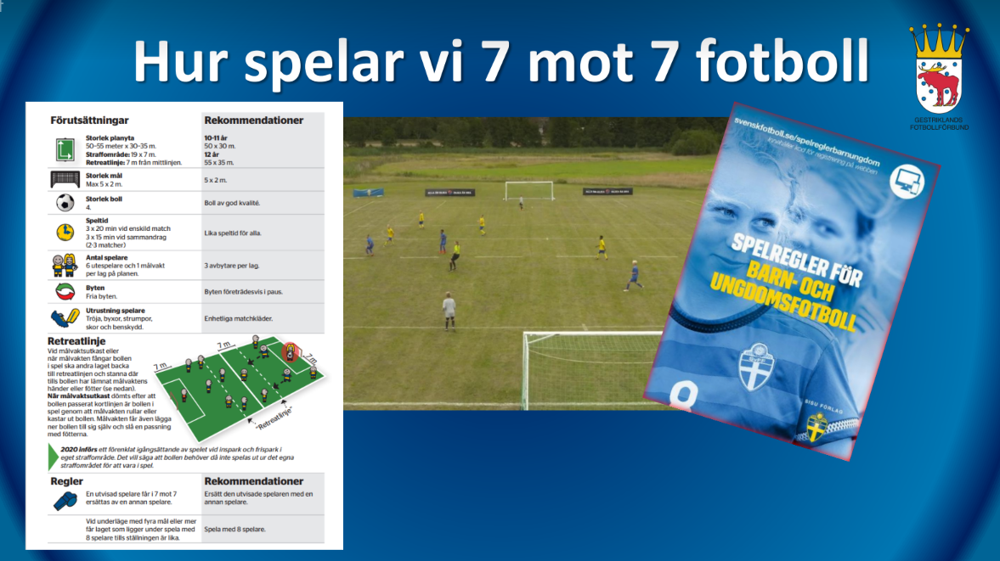 Hur spelar vi 7 mot 7 fotboll
GESTRIKLANDS
FOTBOLLFÖRBUND
Förutsättningar
Rekommendationer
Storlek planyta
50–55 meter x 30–35 m.
Straffområde: 19 x 7 m.
Retreatlinje: 7 m från mittlinjen.
10-11 år
50 x 30 m.
12 år
55 x 35 m.
Storlek mål
Max 5 x 2 m.
5 x 2 m.
Storlek boll
4.
Boll av god kvalité.
Speltid
3 x 20 min vid enskild match
3 x 15 min vid sammandrag
(2-3 matcher)
Lika speltid för alla.
Antal spelare
6 utespelare och 1 målvakt
per lag på planen.
3 avbytare per lag.
Byten
Fria byten.
Byten företrädesvis i paus.
Utrustning spelare
Tröja, byxor, strumpor,
skor och benskydd.
Enhetliga matchkläder.
Retreatlinje
Vid målvaktsutkast eller
när målvakten fångar bollen
i spel ska andra laget backa
till retreatlinjen och stanna där
tills bollen har lämnat målvaktens
händer eller fötter (se nedan).
När målvaktsutkast dömts efter att
bollen passerat kortlinjen är bollen i
spel genom att målvakten rullar eller
kastar ut bollen. Målvakten får även lägga
ner bollen till sig själv och slå en passning
med fötterna.
7 m
7 m
7 m
"Retreatlinje"
2020 införs ett förenklat igångsättande av spelet vid inspark och frispark i
eget straffområde. Det vill säga att bollen behöver då inte spelas ut ur det egna
straffområdet för att vara i spel.
Regler
Rekommendationer
En utvisad spelare får i 7 mot 7
ersättas av en annan spelare.
Ersätt den utvisade spelaren med en
annan spelare.
Vid underläge med fyra mål eller mer
får laget som ligger under spela med
8 spelare tills ställningen är lika.
Spela med 8 spelare.
svenskfotboll.se/spelreglerbarnungdom
Innehåller kod för registrering på webben
SPELREGLER FÖR
BARN- OCH
UNGDOMSFOTBOLL
SvFF
SISU FÖRLAG